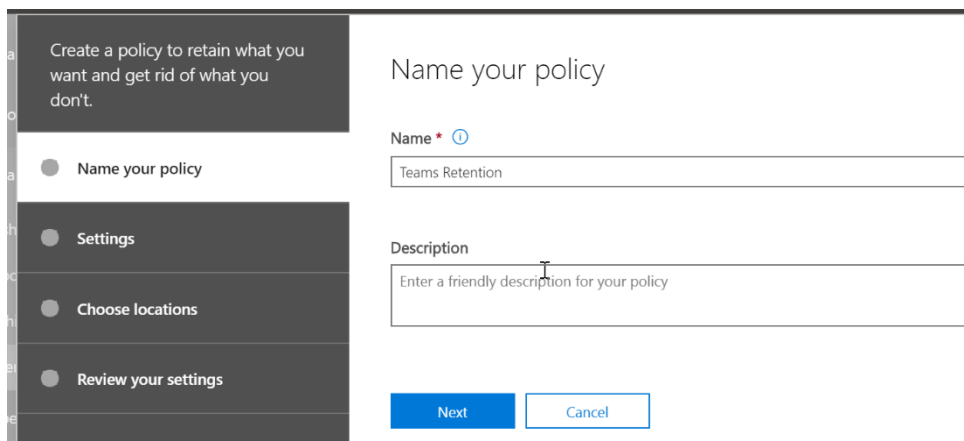 Create a policy to retain what you
want and get rid of what you
don't.
Name your policy
Settings
Choose locations
Review your settings
Name your policy
Name *
Teams Retention
Description
Enter a friendly description for your policy
Next
Cancel